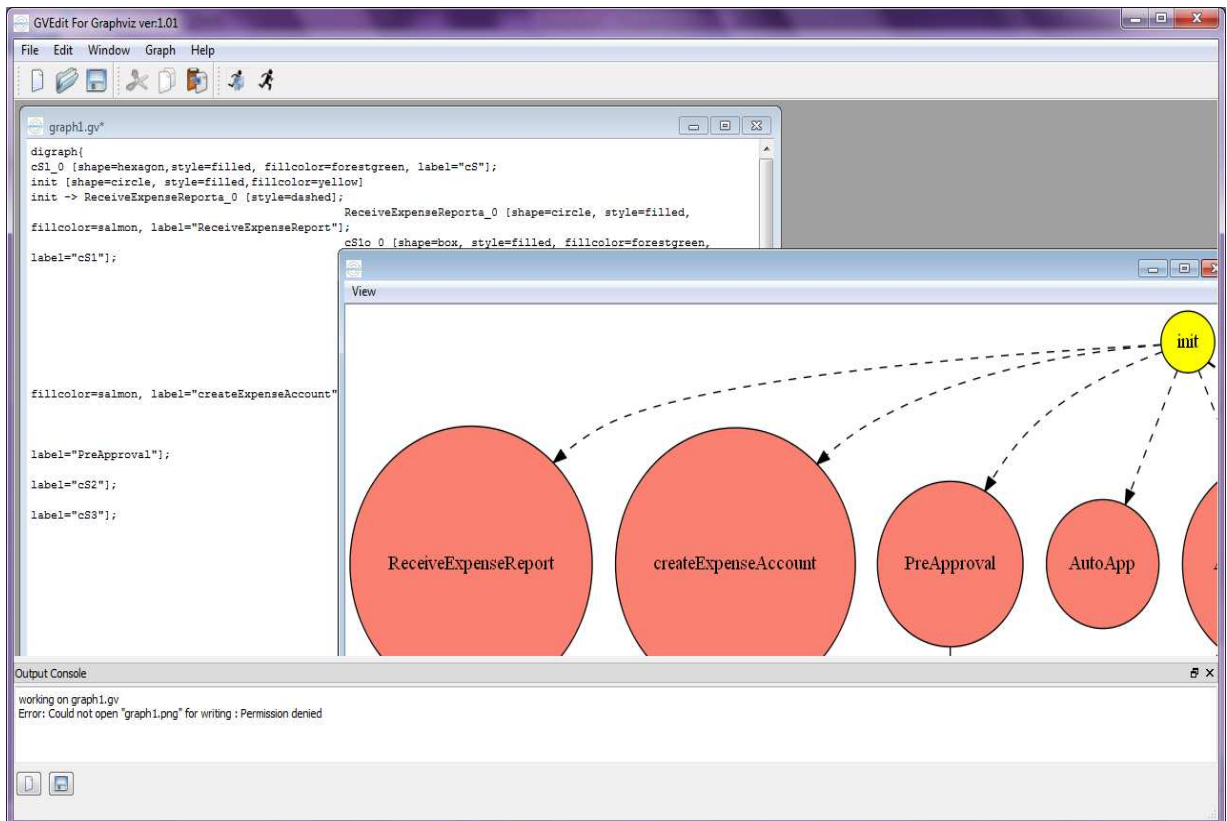 GVEdit For Graphviz ver:1.01
File Edit Window Graph Help
graph1.gv*
digraph{
cS1_0 [shape=hexagon,style=filled, fillcolor=forestgreen, label="cS"];
init [shape=circle, style=filled,fillcolor=yellow]
init -> ReceiveExpenseReporta_0 [style=dashed];
ReceiveExpenseReporta_0 [shape=circle, style=filled,
fillcolor=salmon, label="ReceiveExpenseReport"];
cS1o_0 [shape=box, style=filled, fillcolor=forestgreen,
label="cS1"];
fillcolor=salmon, label="createExpenseAccount"
label="PreApproval"];
label="cS2"];
label="cS3"];
View
init
ReceiveExpenseReport
createExpenseAccount
PreApproval
AutoApp
Output Console
working on graph1.gv
Error: Could not open "graph1.png" for writing : Permission denied